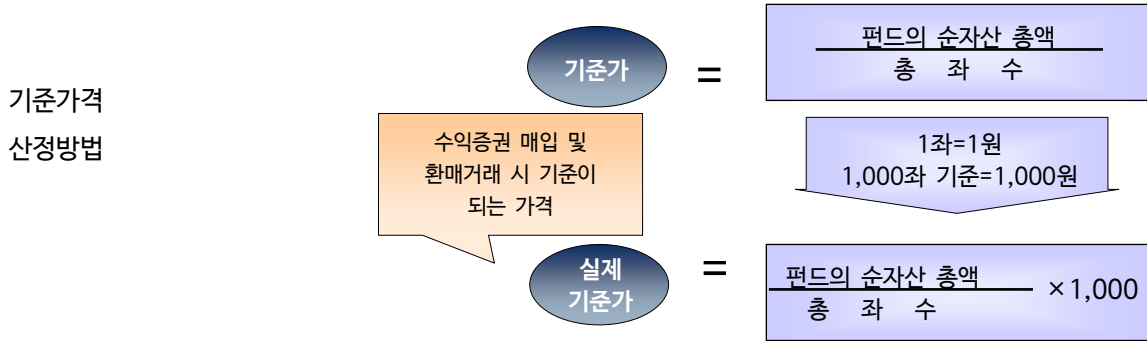 기준가격
산정방법
기준가
=
펀드의 순자산 총액
총 좌 수
수익증권 매입 및
환매거래 시 기준이
되는 가격
1좌=1원
1,000좌 기준=1,000원
실제
기준가
=
펀드의 순자산 총액
총 좌 수
×1,000